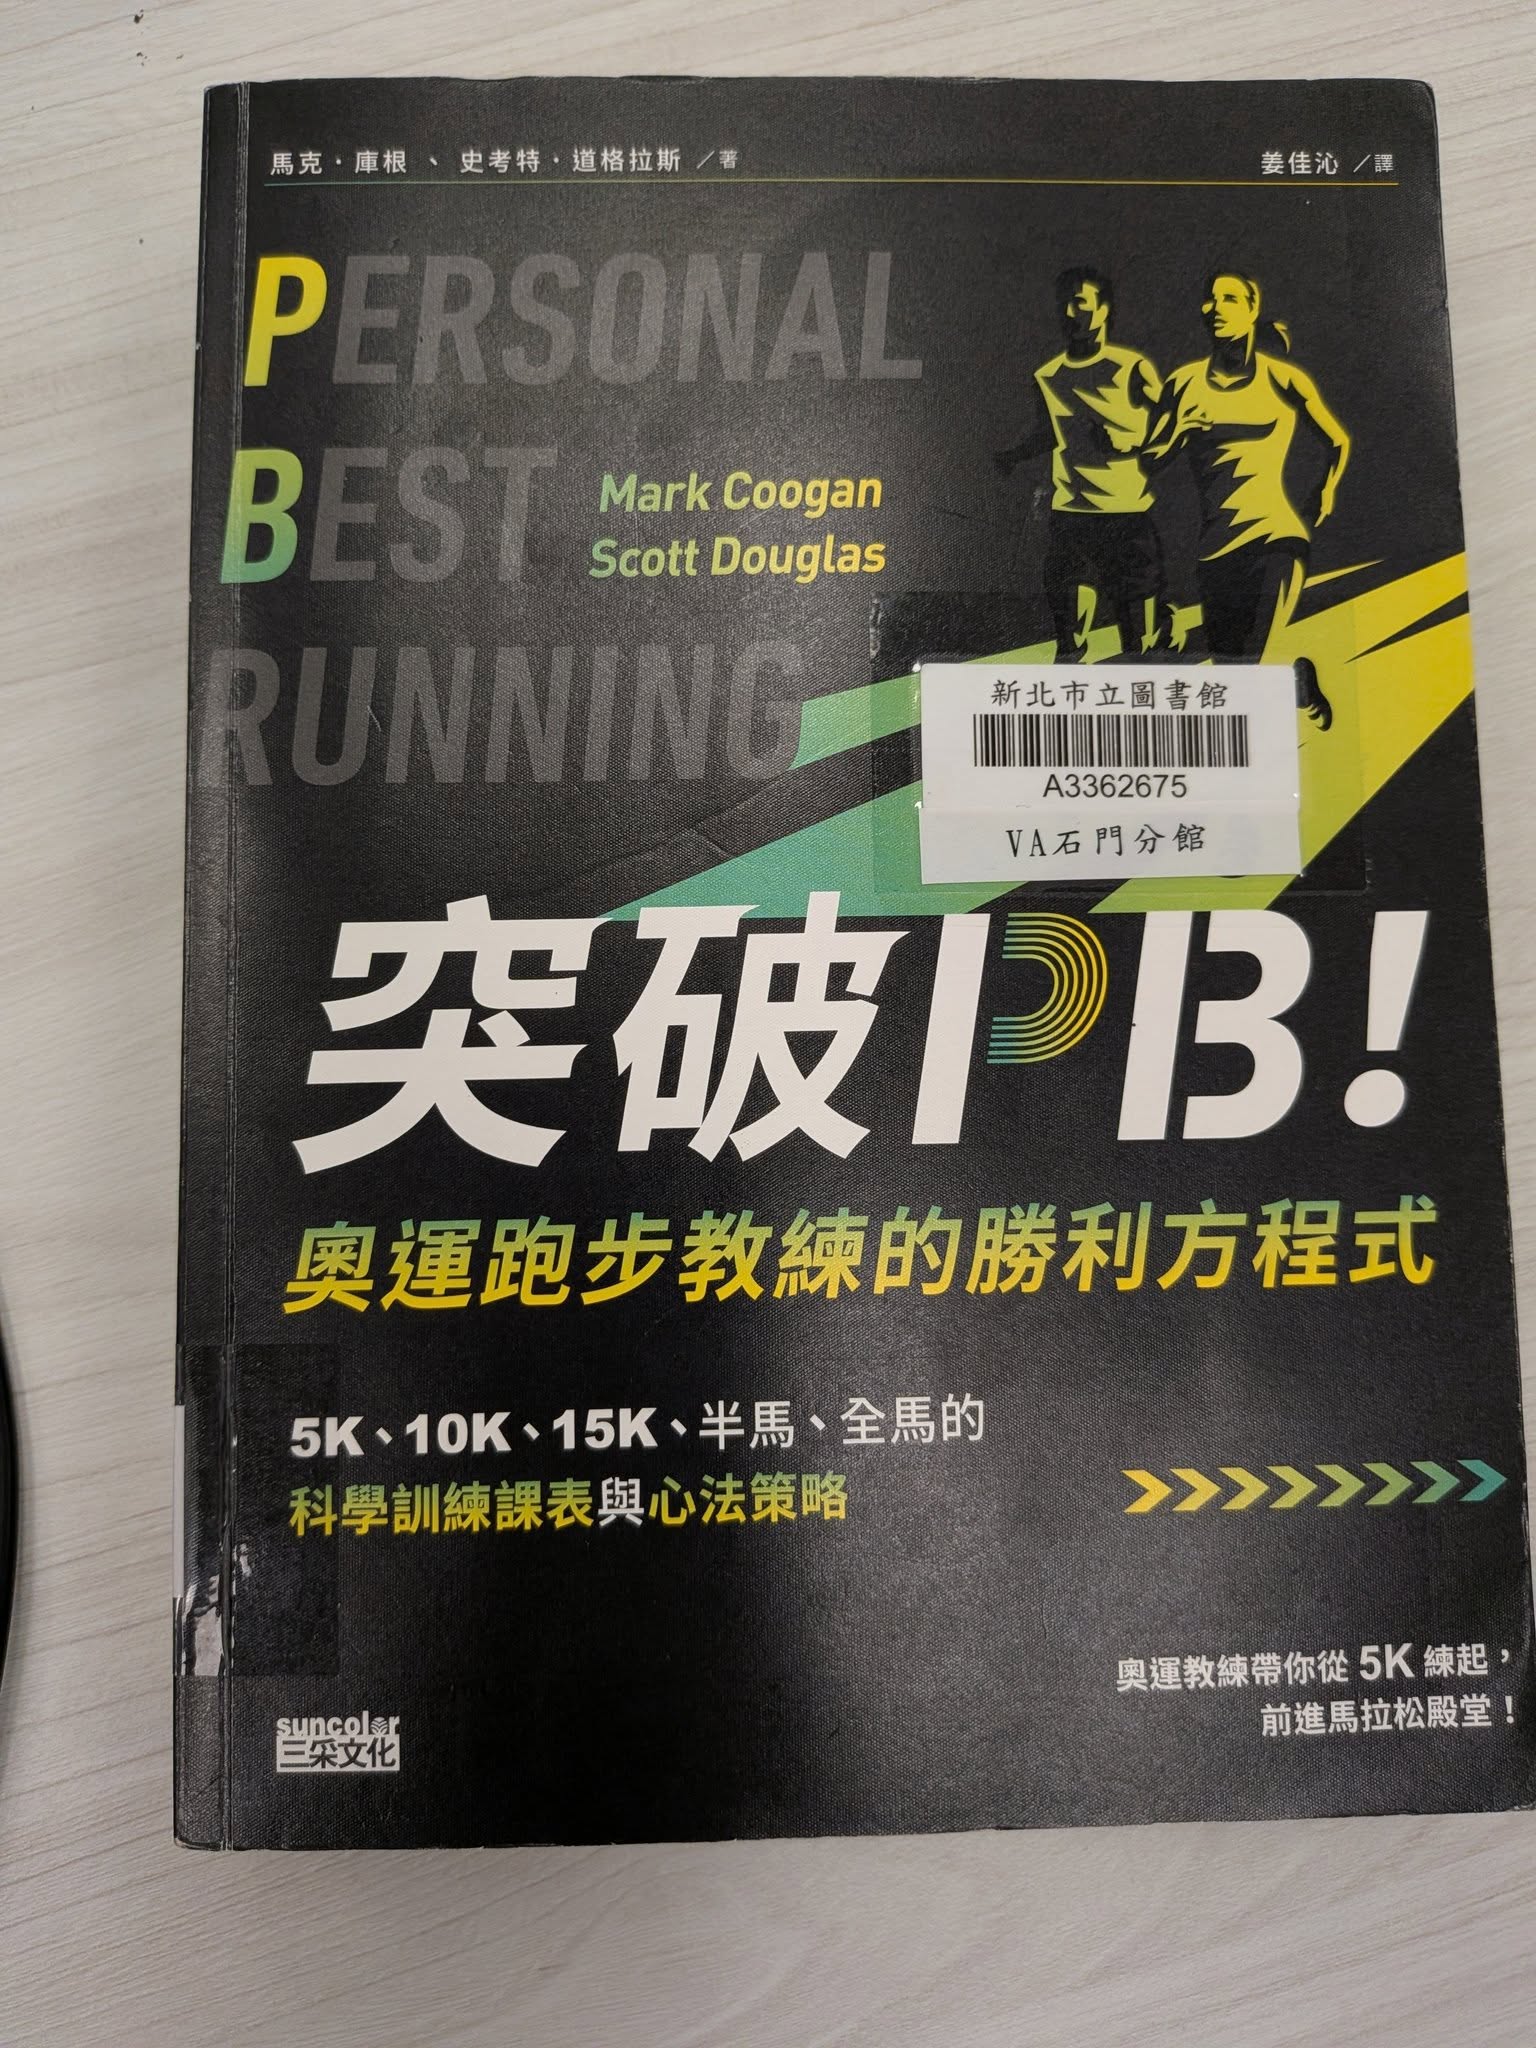 馬克・庫根、史考特・道格拉斯／著
姜佳沁／譯
PERSONAL
BEST
RUNNING
Mark Coogan
Scott Douglas
新北市立圖書館
A3362675
VA石門分館
突破PB!
奧運跑步教練的勝利方程式
5K、10K、15K、半馬、全馬的
科學訓練課表與心法策略
奧運教練帶你從 5K 練起，
前進馬拉松殿堂！
suncolor
三采文化